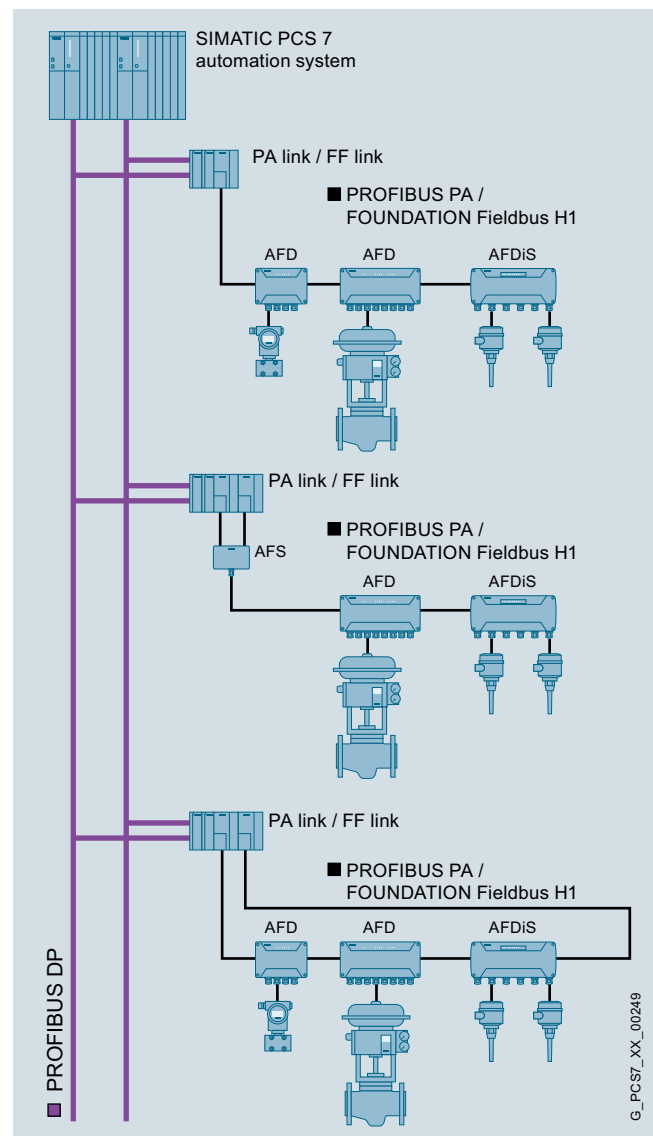 SIMATIC PCS 7
automation system
PA link / FF link
PROFIBUS PA /
FOUNDATION Fieldbus H1
AFD
AFD
AFDiS
PA link / FF link
PROFIBUS PA /
FOUNDATION Fieldbus H1
AFS
AFD
AFDiS
PA link / FF link
PROFIBUS PA /
FOUNDATION Fieldbus H1
AFD
AFD
AFDiS
PROFIBUS DP
G_PCS7_XX_00249